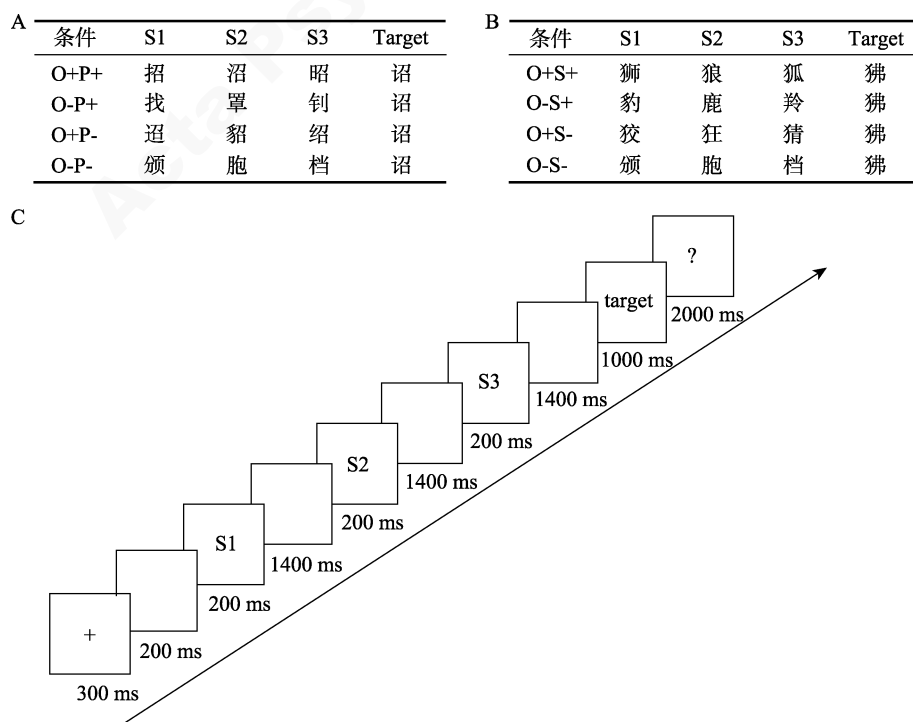 A
条件 S1 S2 S3 Target
O+P+ 招 沼 昭 诏
O-P+ 找 罩 钊 诏
O+P- 迢 貂 绍 诏
O-P- 颁 胞 档 诏
B
条件 S1 S2 S3 Target
O+S+ 狮 狼 狐 狒
O-S+ 豹 鹿 羚 狒
O+S- 狡 狂 猜 狒
O-S- 颁 胞 档 狒
C
?
2000 ms
target
1000 ms
1400 ms
S3
200 ms
1400 ms
S2
200 ms
1400 ms
S1
200 ms
200 ms
+
300 ms
Acta Psy